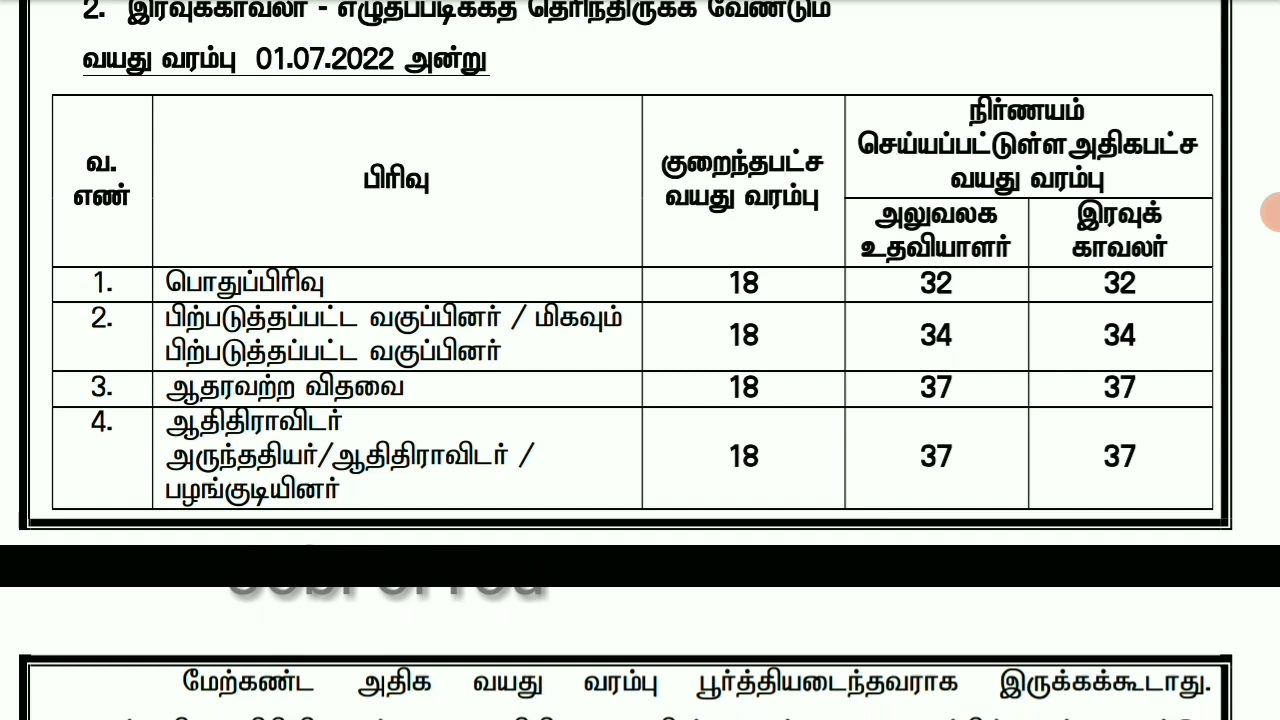 2. இரவுக்காவலர் - எழுதப்படிக்கத் தெரிந்திருக்க வேண்டும்
வயது வரம்பு 01.07.2022 அன்று
வ.
எண்
பிரிவு
குறைந்தபட்ச
வயது வரம்பு
நிர்ணயம்
செய்யப்பட்டுள்ள அதிகபட்ச
வயது வரம்பு
அலுவலக
உதவியாளர்
இரவுக்
காவலர்
1. பொதுப்பிரிவு 18 32 32
2. பிற்படுத்தப்பட்ட வகுப்பினர் / மிகவும்
பிற்படுத்தப்பட்ட வகுப்பினர் 18 34 34
3. ஆதரவற்ற விதவை 18 37 37
4. ஆதிதிராவிடர்
அருந்ததியர்/ஆதிதிராவிடர் / 18 37 37
பழங்குடியினர்
மேற்கண்ட அதிக வயது வரம்பு பூர்த்தியடைந்தவராக இருக்கக்கூடாது.